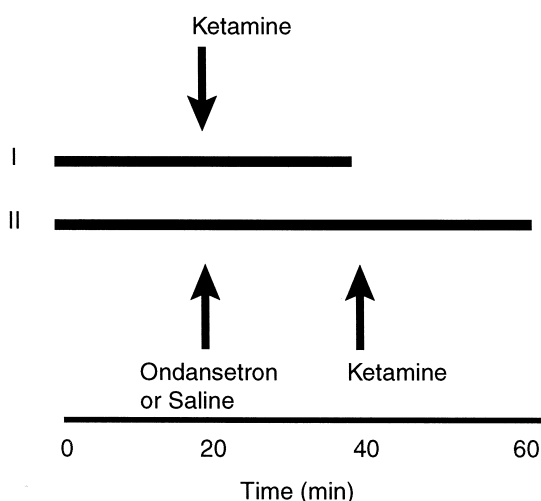 Ketamine
I
II
Ondansetron
or Saline
Ketamine
0 20 40 60
Time (min)